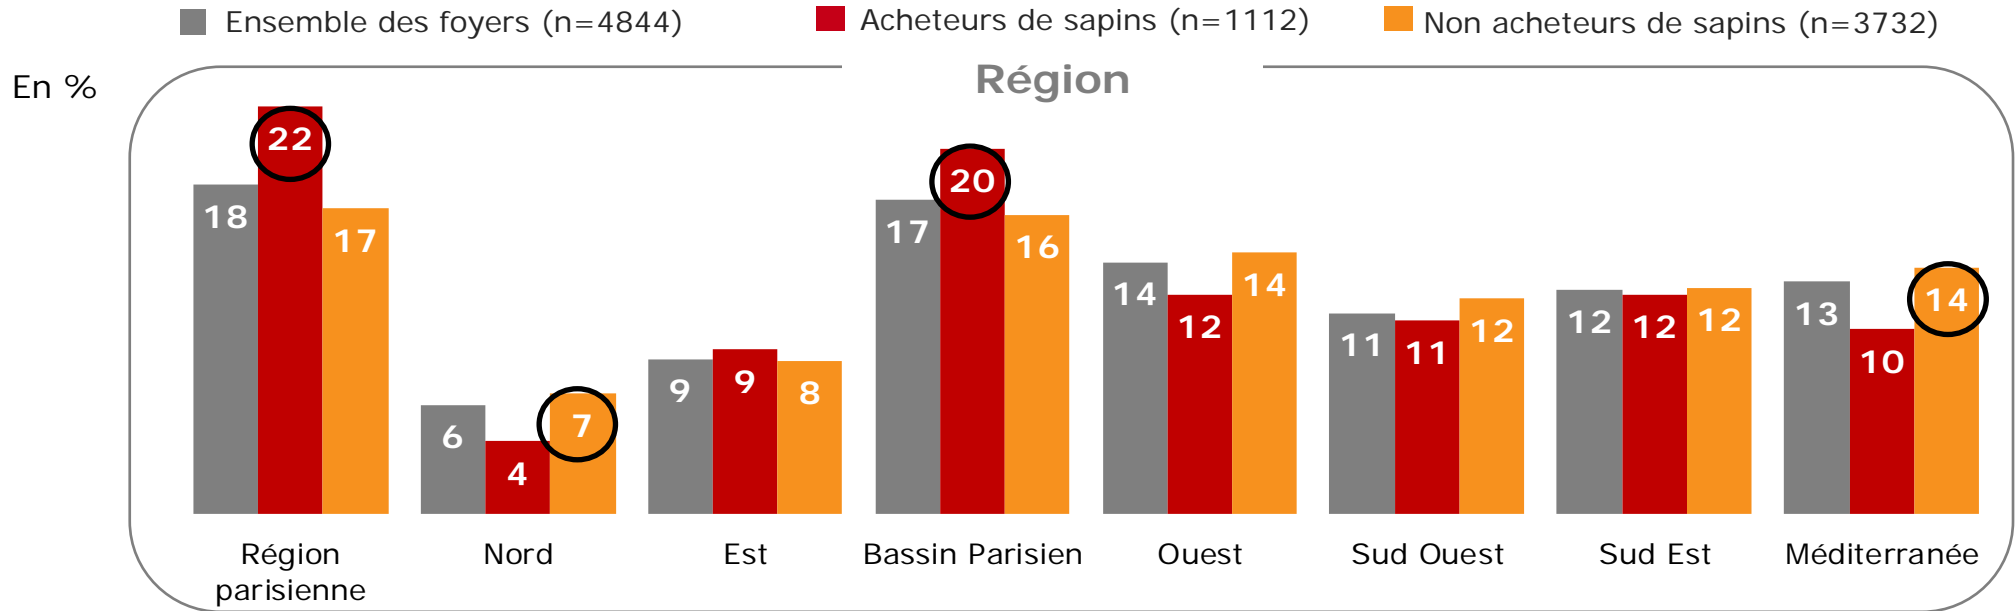 Ensemble des foyers (n=4844) Acheteurs de sapins (n=1112) Non acheteurs de sapins (n=3732)
En %
Région
18 22 17
6 4 7
9 9 8
17 20 16
14 12 14
11 11 12
12 12 12
13 10 14
Région parisienne
Nord
Est
Bassin Parisien
Ouest
Sud Ouest
Sud Est
Méditerranée